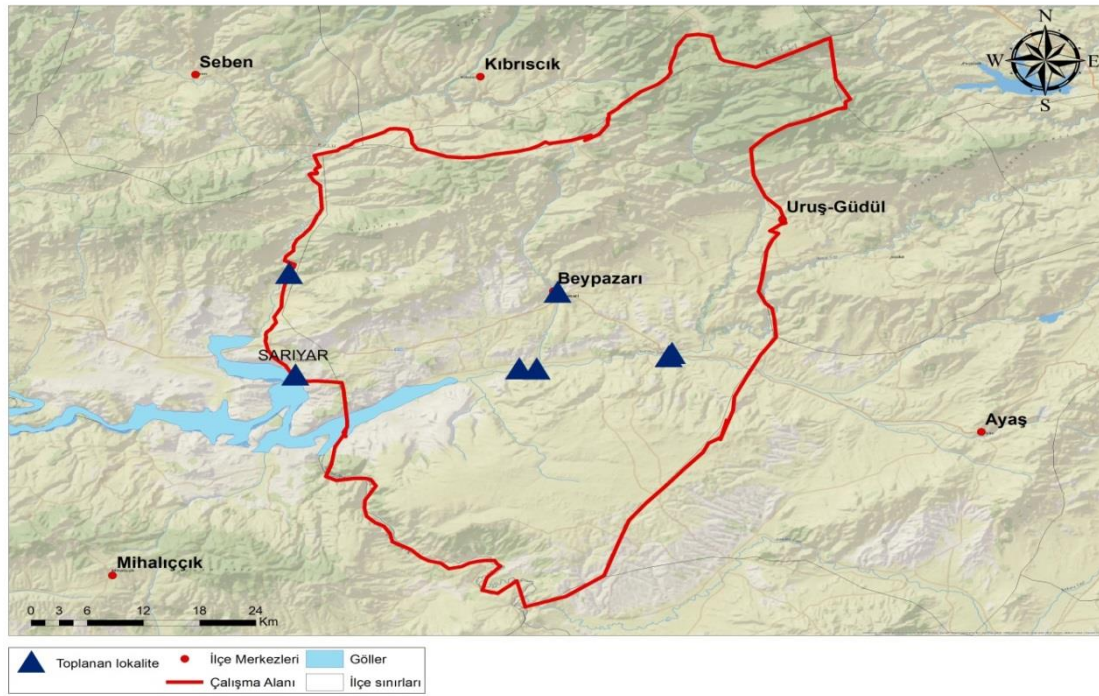 N
W E
S
Seben
Kıbrıscık
Uruş-Güdül
Beypazarı
SARIYAR
Ayaş
Mihalıççık
0 3 6 12 18 24
Km
Toplanan lokalite
İlçe Merkezleri
Göller
Çalışma Alanı
İlçe sınırları